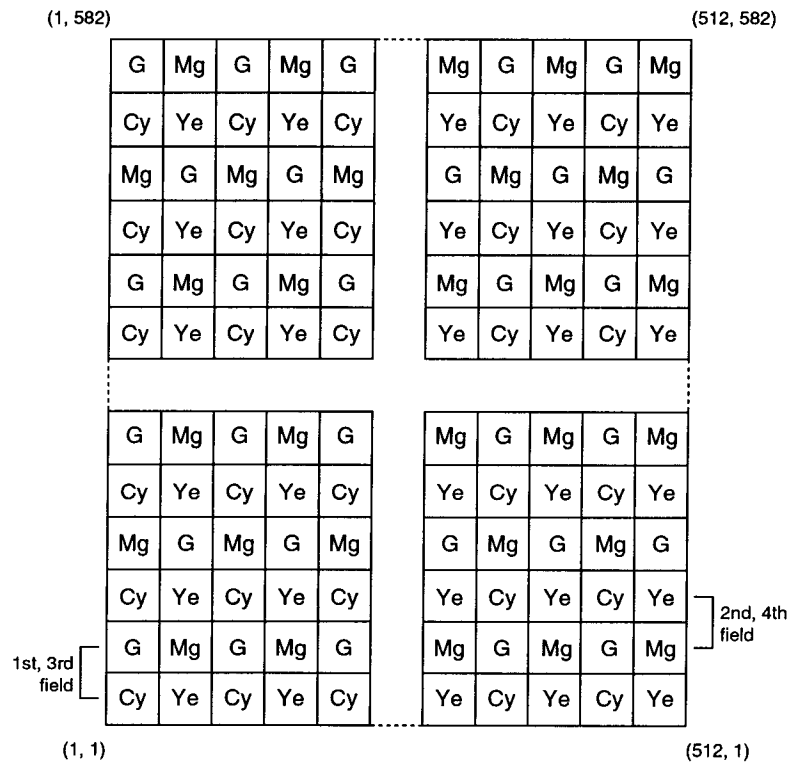 (1, 582) (512, 582)
G Mg G Mg G Mg G Mg G Mg
Cy Ye Cy Ye Cy Ye Cy Ye Cy Ye
Mg G Mg G Mg G Mg G Mg G
Cy Ye Cy Ye Cy Ye Cy Ye Cy Ye
G Mg G Mg G Mg G Mg G Mg
Cy Ye Cy Ye Cy Ye Cy Ye Cy Ye
G Mg G Mg G Mg G Mg G Mg
Cy Ye Cy Ye Cy Ye Cy Ye Cy Ye
Mg G Mg G Mg G Mg G Mg G
Cy Ye Cy Ye Cy Ye Cy Ye Cy Ye
2nd, 4th
field
G Mg G Mg G Mg G Mg G Mg
1st, 3rd
field
Cy Ye Cy Ye Cy Ye Cy Ye Cy Ye
(1, 1) (512, 1)